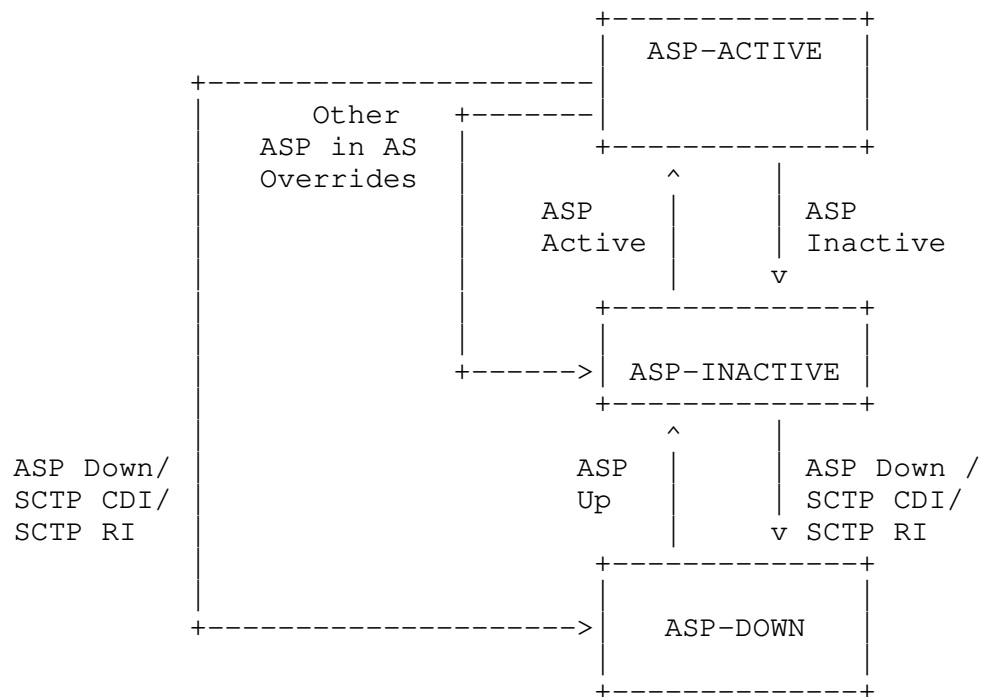 ASP-ACTIVE
Other
ASP in AS
Overrides
ASP
Active
ASP
Inactive
ASP-INACTIVE
ASP Down/
SCTP CDI/
SCTP RI
ASP
Up
ASP Down /
SCTP CDI/
SCTP RI
ASP-DOWN